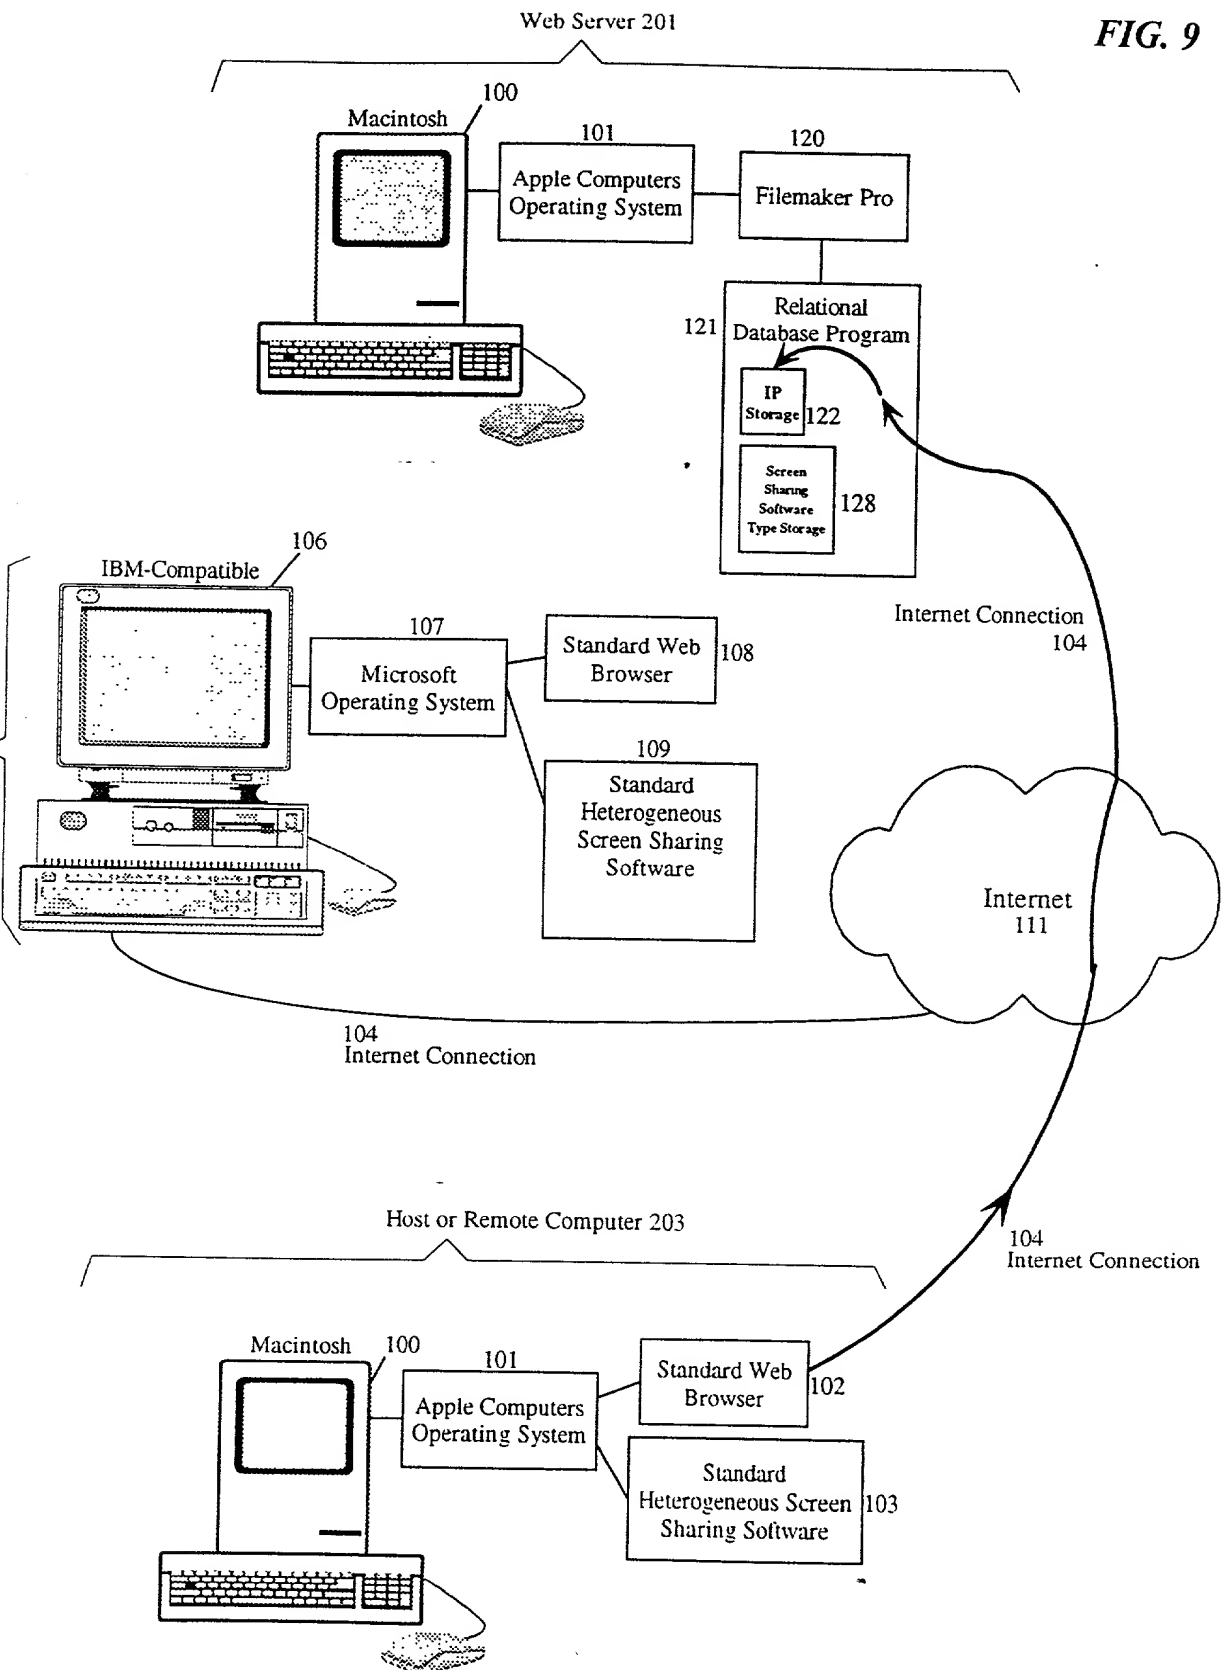 Web Server 201
FIG. 9
Macintosh
100
101
Apple Computers
Operating System
120
Filemaker Pro
121
Relational
Database Program
IP
Storage
122
Screen
Sharing
Software
Type Storage
128
Internet Connection
104
IBM-Compatible
106
107
Microsoft
Operating System
Standard Web
Browser
108
109
Standard
Heterogeneous
Screen Sharing
Software
Internet
111
104
Internet Connection
Host or Remote Computer 203
104
Internet Connection
Macintosh
100
101
Apple Computers
Operating System
Standard Web
Browser
102
Standard
Heterogeneous Screen
Sharing Software
103